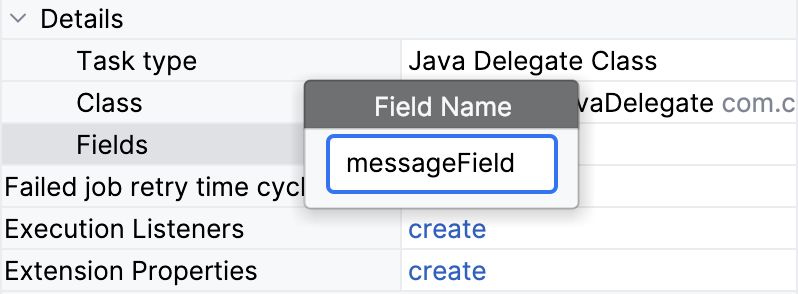 Details
Task type Java Delegate Class
Class vaDelegate com.c
Field Name
Fields
messageField
Failed job retry time cycl
Execution Listeners create
Extension Properties create